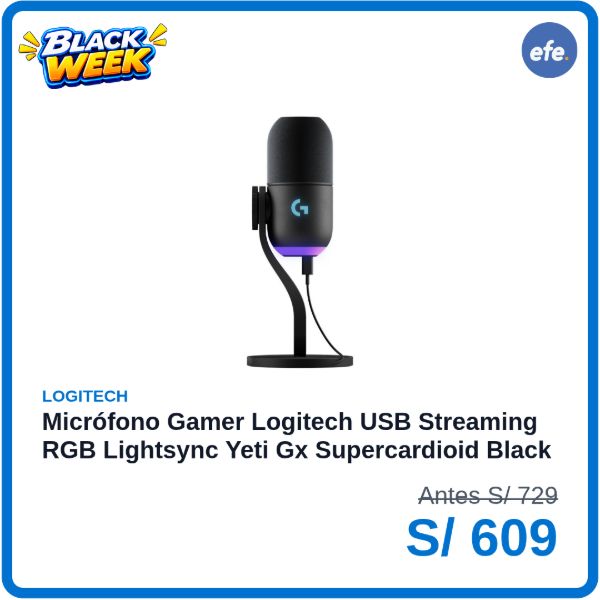 BLACK
WEEK
efe.
G
LOGITECH
Micrófono Gamer Logitech USB Streaming
RGB Lightsync Yeti Gx Supercardioid Black
Antes S/ 729
S/ 609